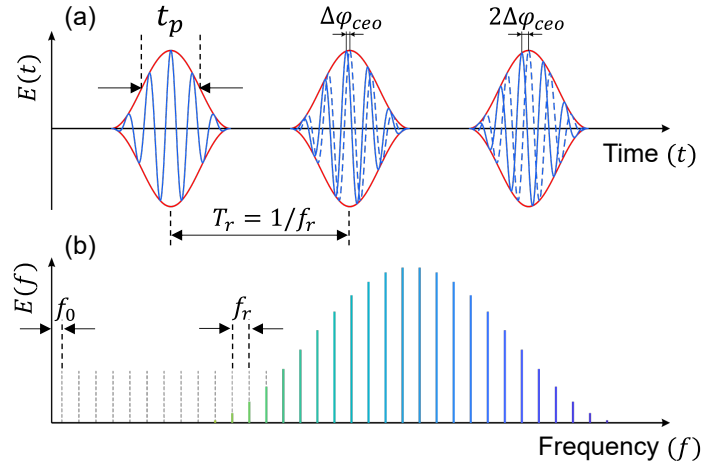 (a)
t_p
Δφ_ceo
2Δφ_ceo
E(t)
Time (t)
T_r = 1/f_r
(b)
E(f)
f_0
f_r
Frequency (f)